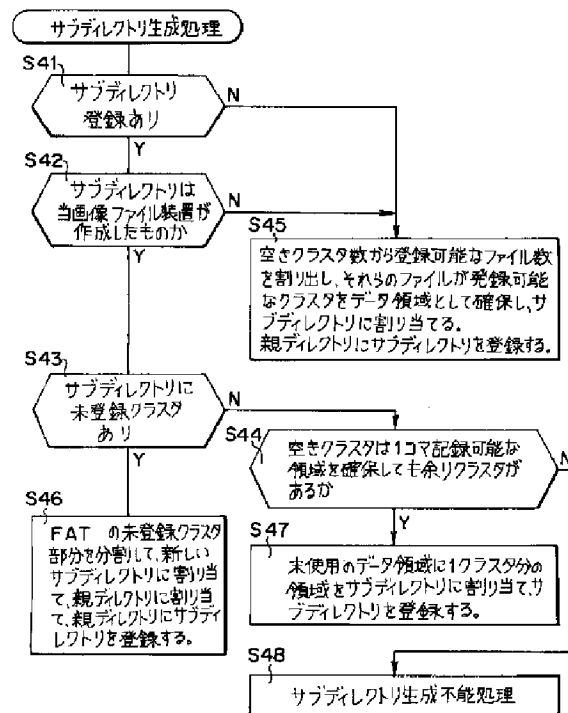 サブディレクトリ生成処理
S41
サブディレクトリ
登録あり
N
Y
S42
サブディレクトリは
当画像ファイル装置が
作成したものか
N
Y
S45
空きクラスタ数から登録可能なファイル数
を割り出し、それらのファイルが発録可能
なクラスタをデータ領域として確保し、サ
ブディレクトリに割り当てる。
親ディレクトリにサブディレクトリを登録する。
S43
サブディレクトリに
未登録クラスタ
あり
N
Y
S44
空きクラスタは1コマ記録可能な
領域を確保しても余りクラスタが
あるか
N
Y
S46
FATの未登録クラスタ
部分を分割して、新しい
サブディレクトリに割り当
て、親ディレクトリに割り当
て、親ディレクトリにサブディ
レクトリを登録する。
S47
未使用のデータ領域に1クラスタ分の
領域をサブディレクトリに割り当て、サ
ブディレクトリを登録する。
S48
サブディレクトリ生成不能処理